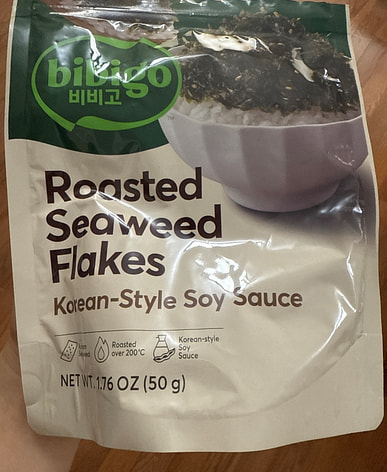 bibigo
비비고
TM
Roasted
Seaweed
Flakes
Korean-Style Soy Sauce
Roasted
over 200°C
Korean-style
Soy
Sauce
NET WT. 1.76 OZ (50 g)